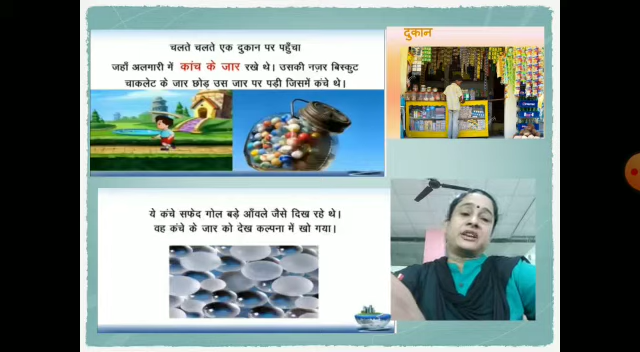 चलते चलते एक दुकान पर पहुँचा
जहाँ अलमारी में कांच के जार रखे थे। उसकी नज़र बिस्कुट
चाकलेट के जार छोड़ उस जार पर पड़ी जिसमें कंचे थे।
दुकान
ये कंचे सफेद गोल बड़े आँवले जैसे दिख रहे थे।
वह कंचे के जार को देख कल्पना में खो गया।